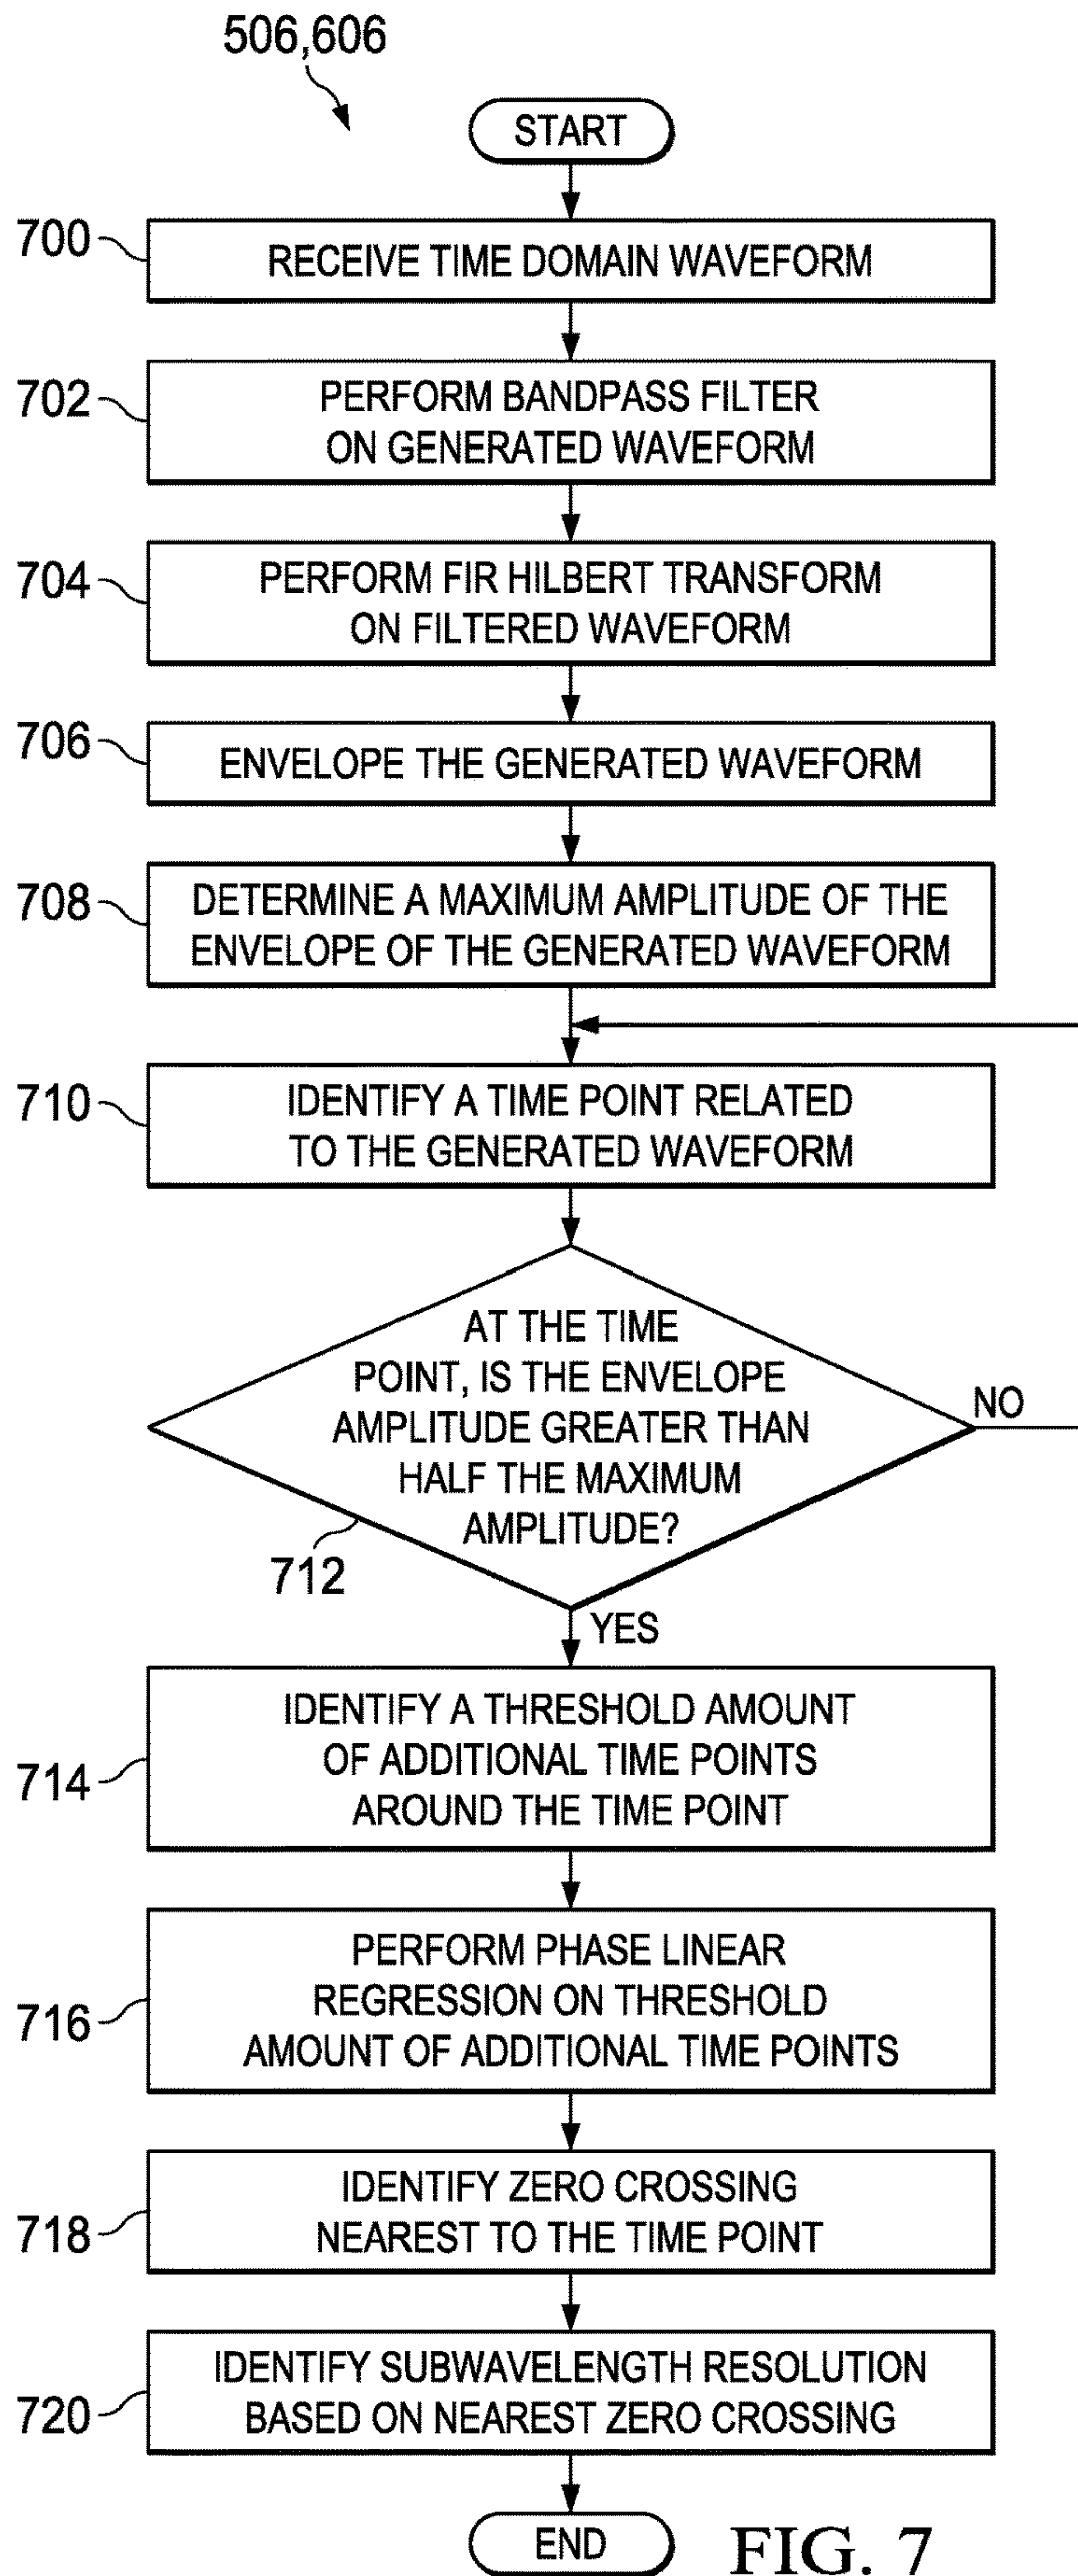 506,606
START
700
RECEIVE TIME DOMAIN WAVEFORM
702
PERFORM BANDPASS FILTER
ON GENERATED WAVEFORM
704
PERFORM FIR HILBERT TRANSFORM
ON FILTERED WAVEFORM
706
ENVELOPE THE GENERATED WAVEFORM
708
DETERMINE A MAXIMUM AMPLITUDE OF THE
ENVELOPE OF THE GENERATED WAVEFORM
710
IDENTIFY A TIME POINT RELATED
TO THE GENERATED WAVEFORM
AT THE TIME
POINT, IS THE ENVELOPE
AMPLITUDE GREATER THAN
HALF THE MAXIMUM
AMPLITUDE?
NO
712
YES
714
IDENTIFY A THRESHOLD AMOUNT
OF ADDITIONAL TIME POINTS
AROUND THE TIME POINT
716
PERFORM PHASE LINEAR
REGRESSION ON THRESHOLD
AMOUNT OF ADDITIONAL TIME POINTS
718
IDENTIFY ZERO CROSSING
NEAREST TO THE TIME POINT
720
IDENTIFY SUBWAVELENGTH RESOLUTION
BASED ON NEAREST ZERO CROSSING
END
FIG. 7